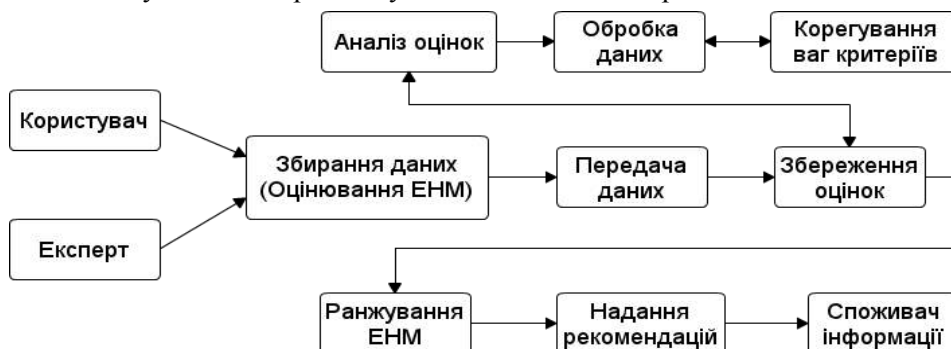 Аналіз оцінок
Обробка
даних
Корегування
ваг критеріїв
Користувач
Збирання даних
(Оцінювання ЕНМ)
Передача
даних
Збереження
оцінок
Експерт
Ранжування
ЕНМ
Надання
рекомендацій
Споживач
інформації